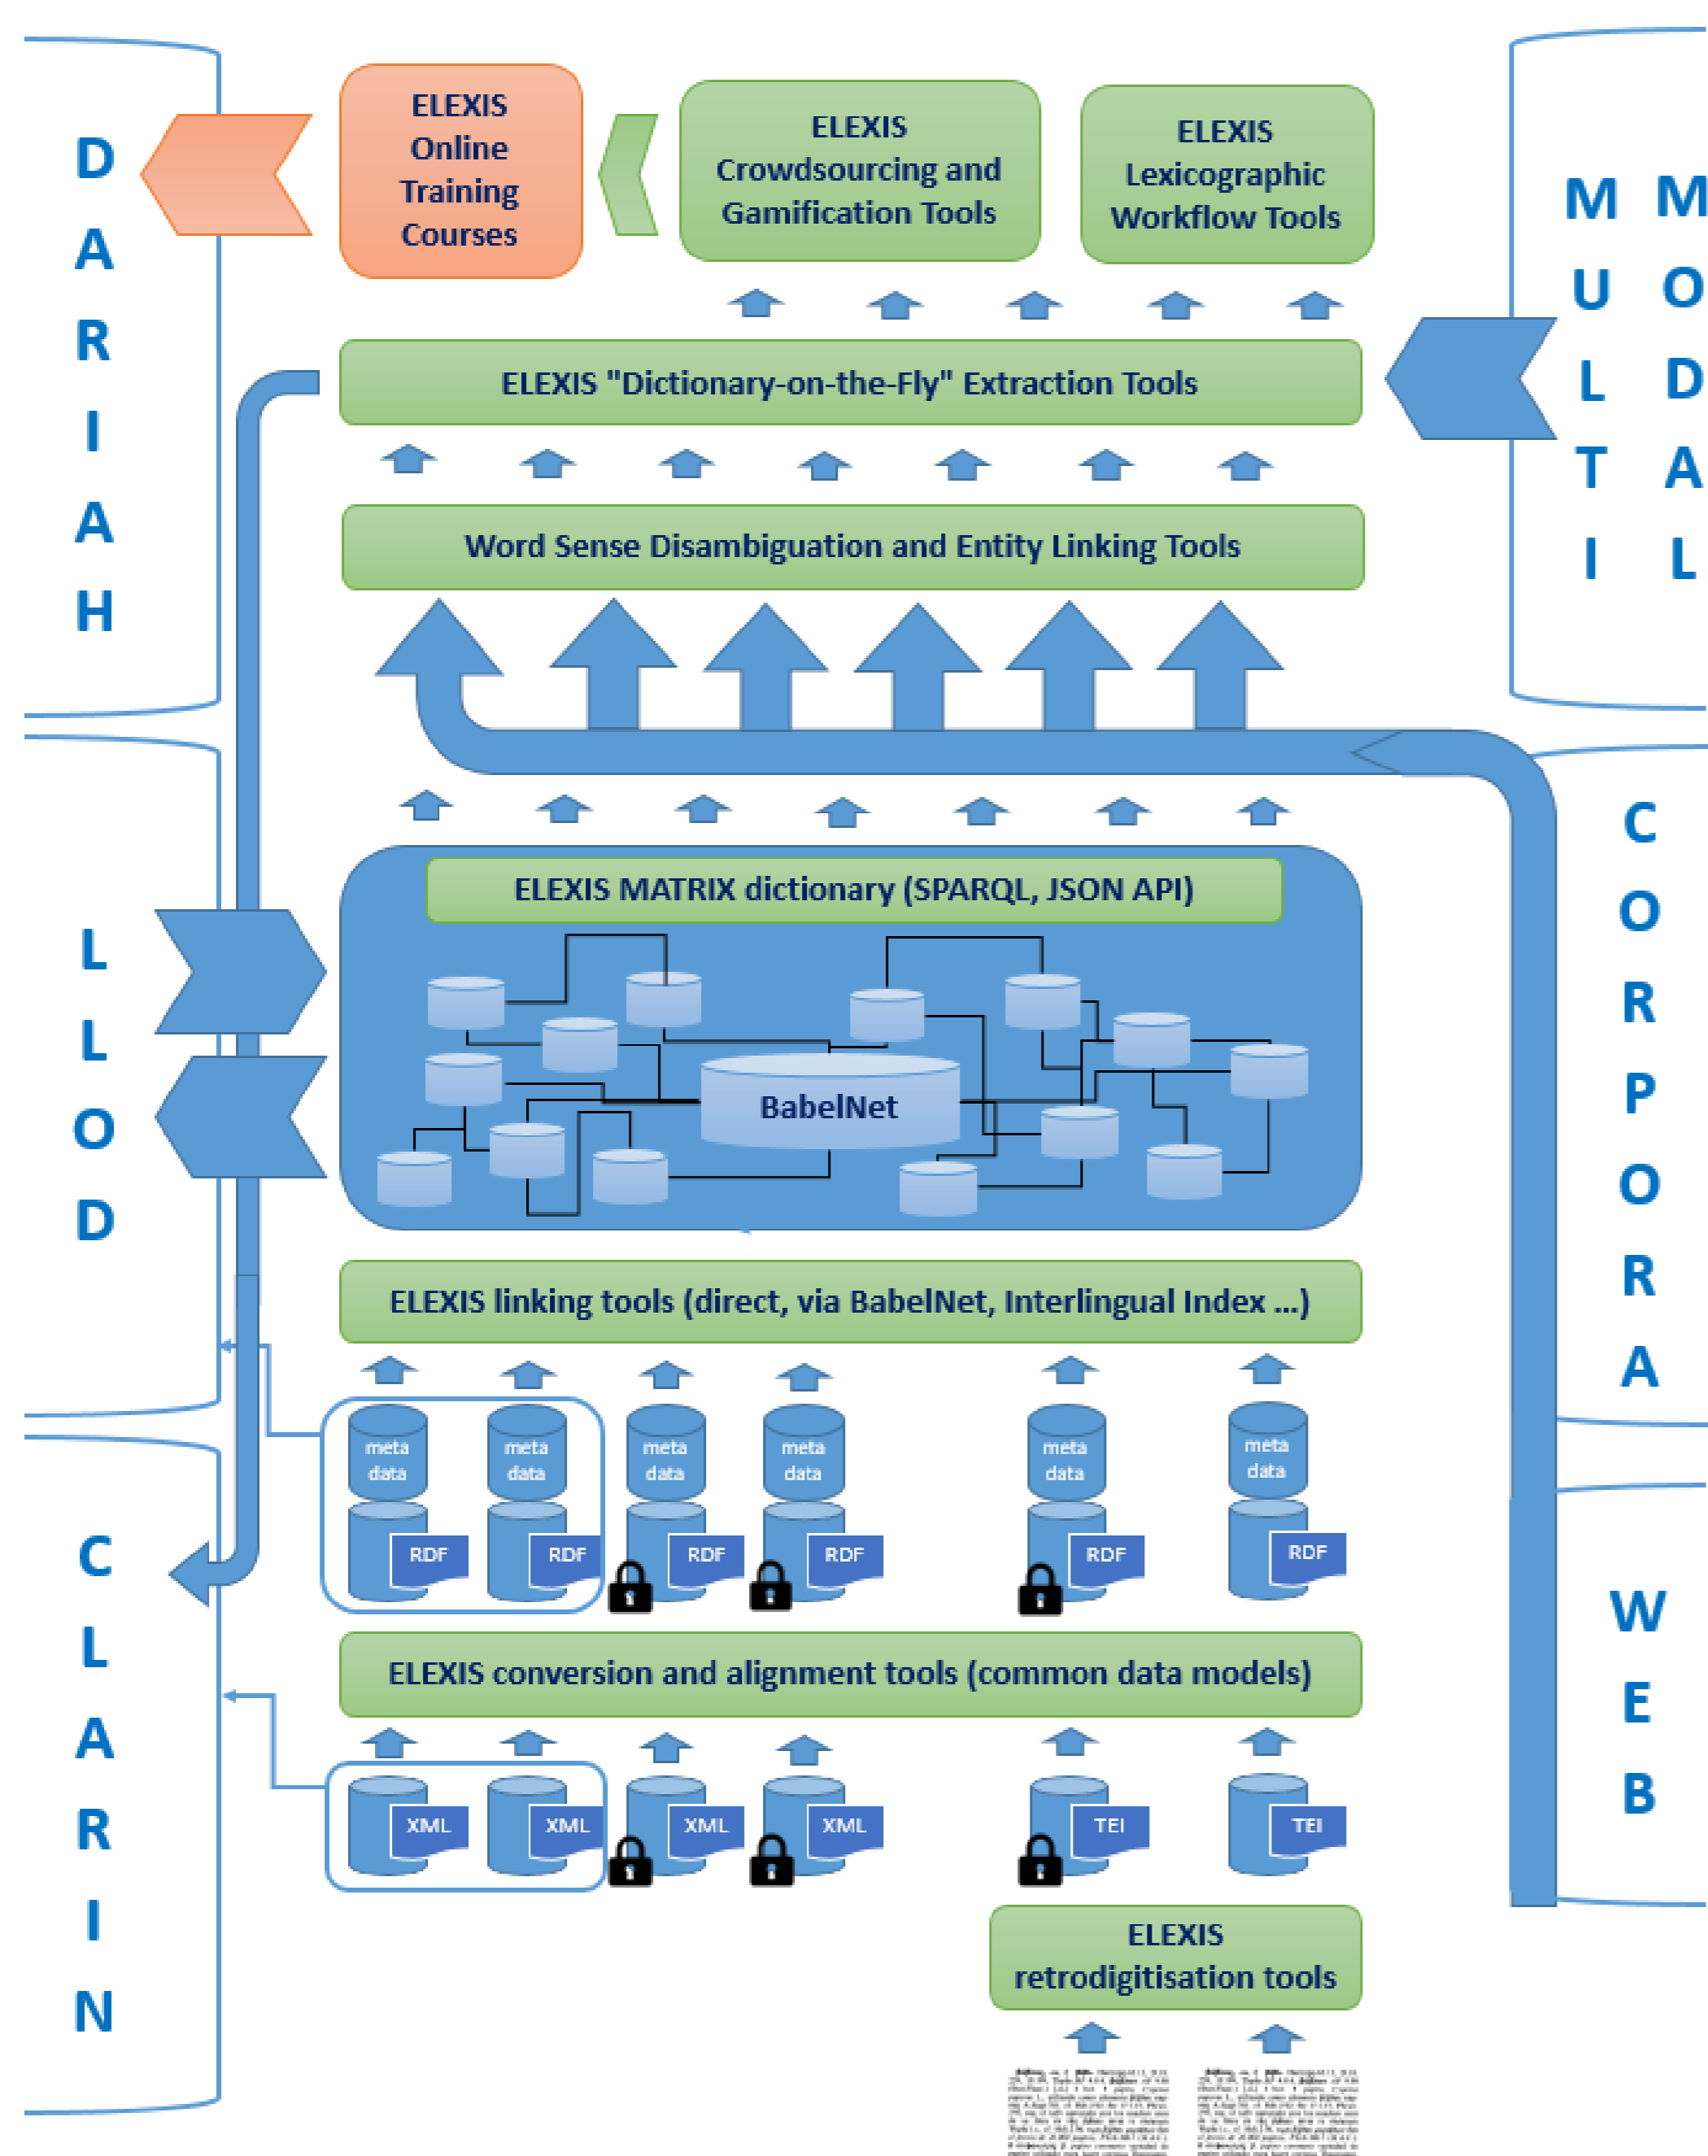 DARIAH
ELEXIS
Online
Training
Courses
ELEXIS
Crowdsourcing and
Gamification Tools
ELEXIS
Lexicographic
Workflow Tools
MULTI
MODAL
ELEXIS "Dictionary-on-the-Fly" Extraction Tools
Word Sense Disambiguation and Entity Linking Tools
LLOD
ELEXIS MATRIX dictionary (SPARQL, JSON API)
BabelNet
CORPORA
ELEXIS linking tools (direct, via BabelNet, Interlingual Index ...)
meta
data
meta
data
meta
data
meta
data
meta
data
meta
data
RDF
RDF
RDF
RDF
RDF
RDF
CLARIN
ELEXIS conversion and alignment tools (common data models)
WEB
XML
XML
XML
XML
TEI
TEI
ELEXIS
retrodigitisation tools